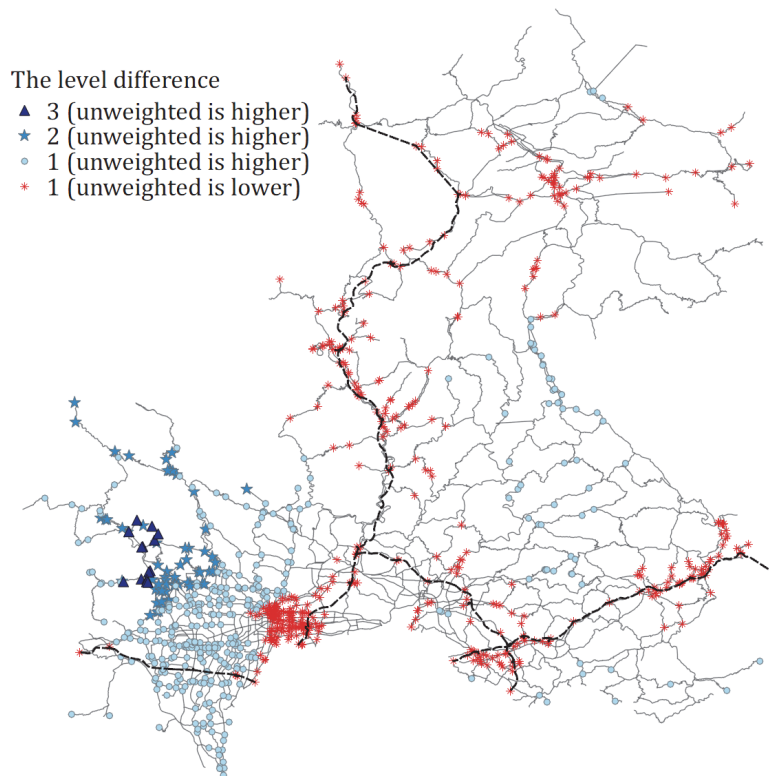 The level difference
3 (unweighted is higher)
2 (unweighted is higher)
1 (unweighted is higher)
1 (unweighted is lower)